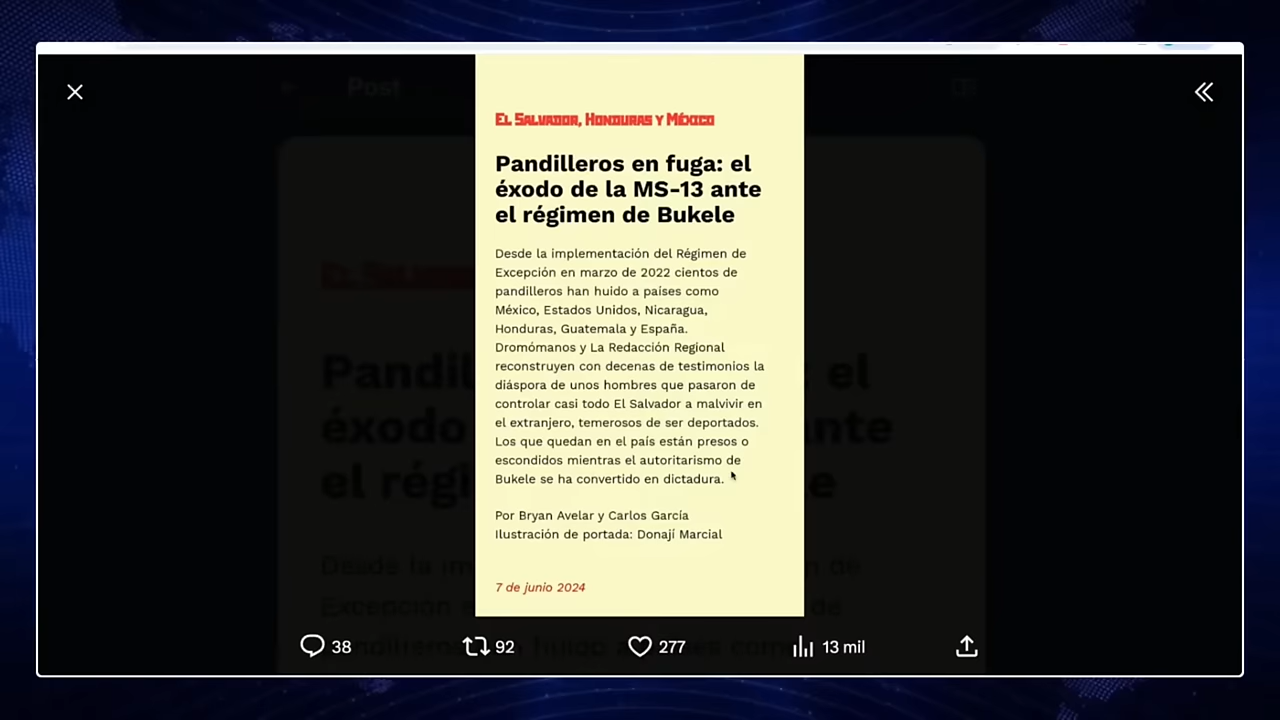 Post
El Salvador, Honduras y México
Pandilleros en fuga: el
éxodo de la MS-13 ante
el régimen de Bukele
Desde la implementación del Régimen de
Excepción en marzo de 2022 cientos de
pandilleros han huido a países como
México, Estados Unidos, Nicaragua,
Honduras, Guatemala y España.
Dromómanos y La Redacción Regional
reconstruyen con decenas de testimonios la
diáspora de unos hombres que pasaron de
controlar casi todo El Salvador a malvivir en
el extranjero, temerosos de ser deportados.
Los que quedan en el país están presos o
escondidos mientras el autoritarismo de
Bukele se ha convertido en dictadura.
Por Bryan Avelar y Carlos García
Ilustración de portada: Donají Marcial
7 de junio 2024
38 92 277 13 mil